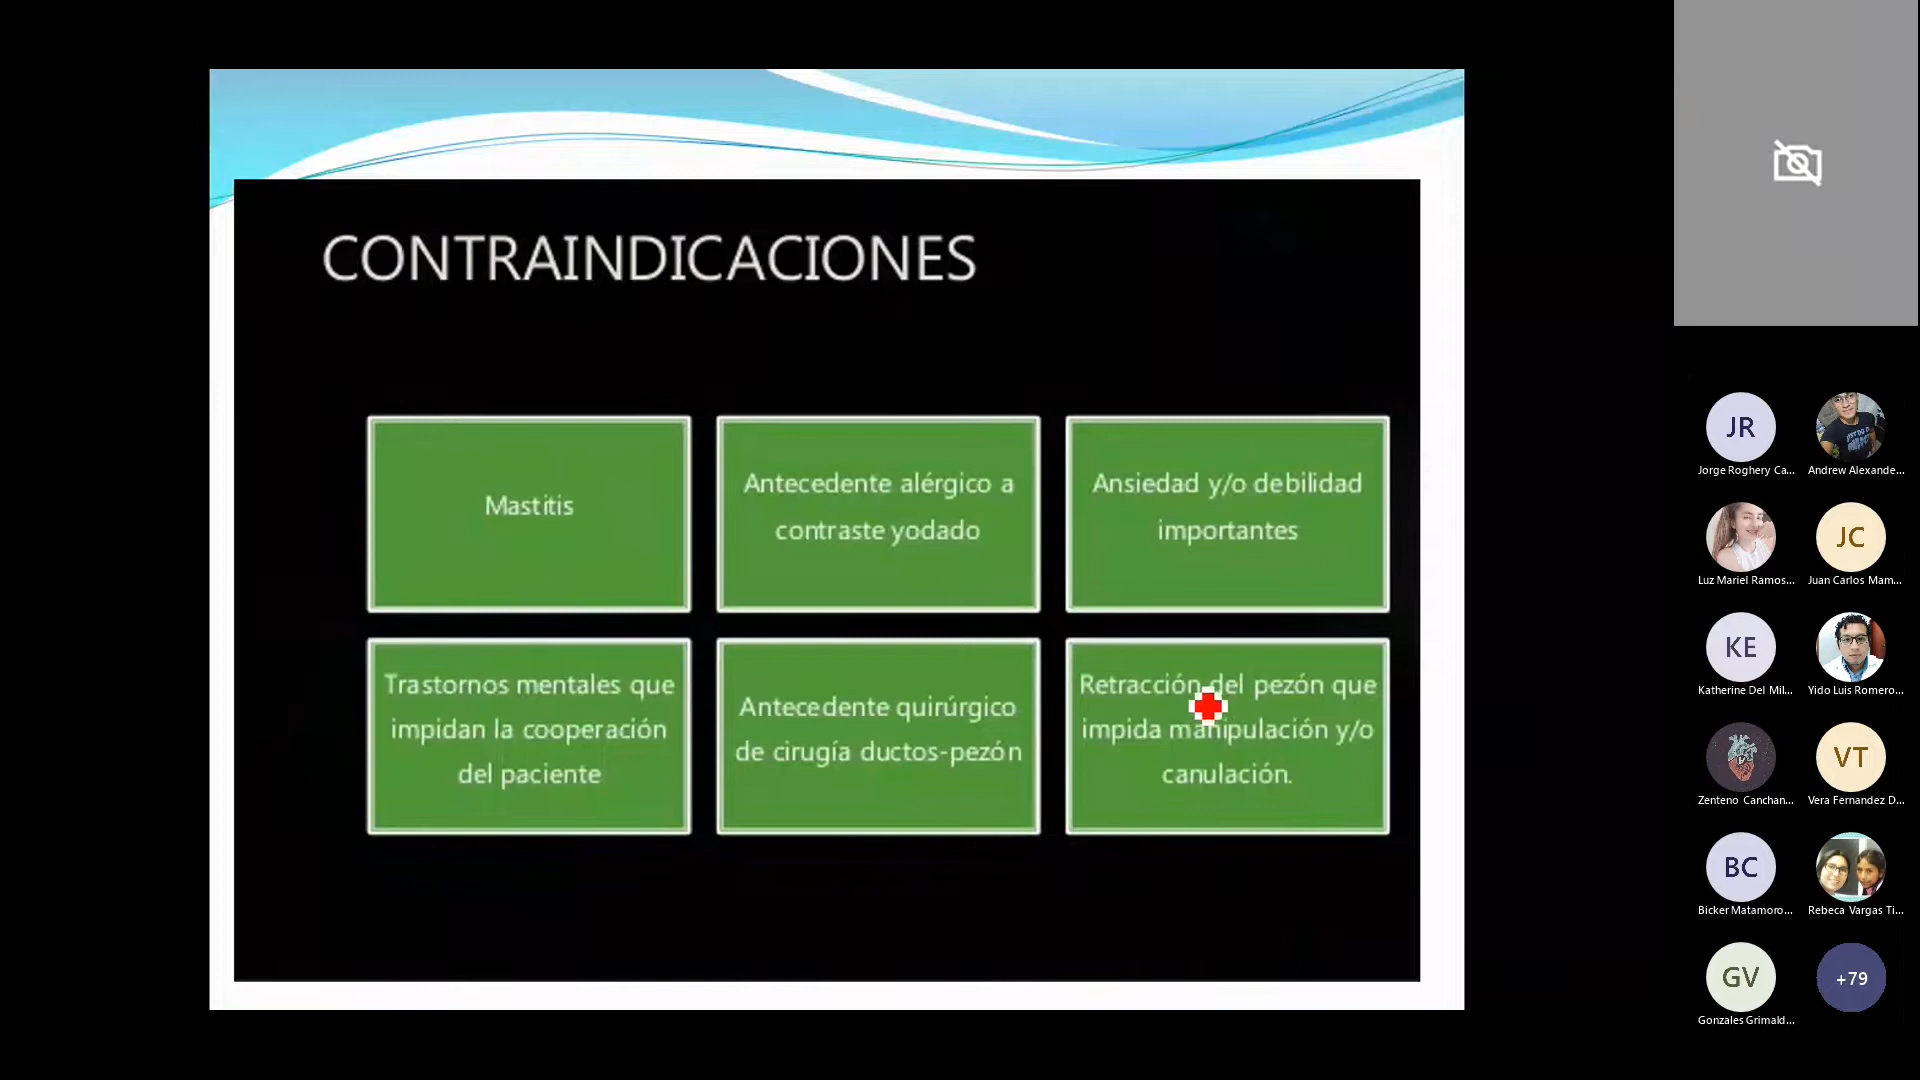 CONTRAINDICACIONES
Mastitis
Antecedente alérgico a
contraste yodado
Ansiedad y/o debilidad
importantes
Trastornos mentales que
impidan la cooperación
del paciente
Antecedente quirúrgico
de cirugía ductos-pezón
Retracción del pezón que
impida manipulación y/o
canulación.
JR
Jorge Roghery Ca...
Andrew Alexande...
Luz Mariel Ramos...
JC
Juan Carlos Mam...
KE
Katherine Del Mil...
Yido Luis Romero...
Zenteno Canchan...
VT
Vera Fernandez D...
BC
Bicker Matamoro...
Rebeca Vargas Ti...
GV
Gonzales Grimald...
+79